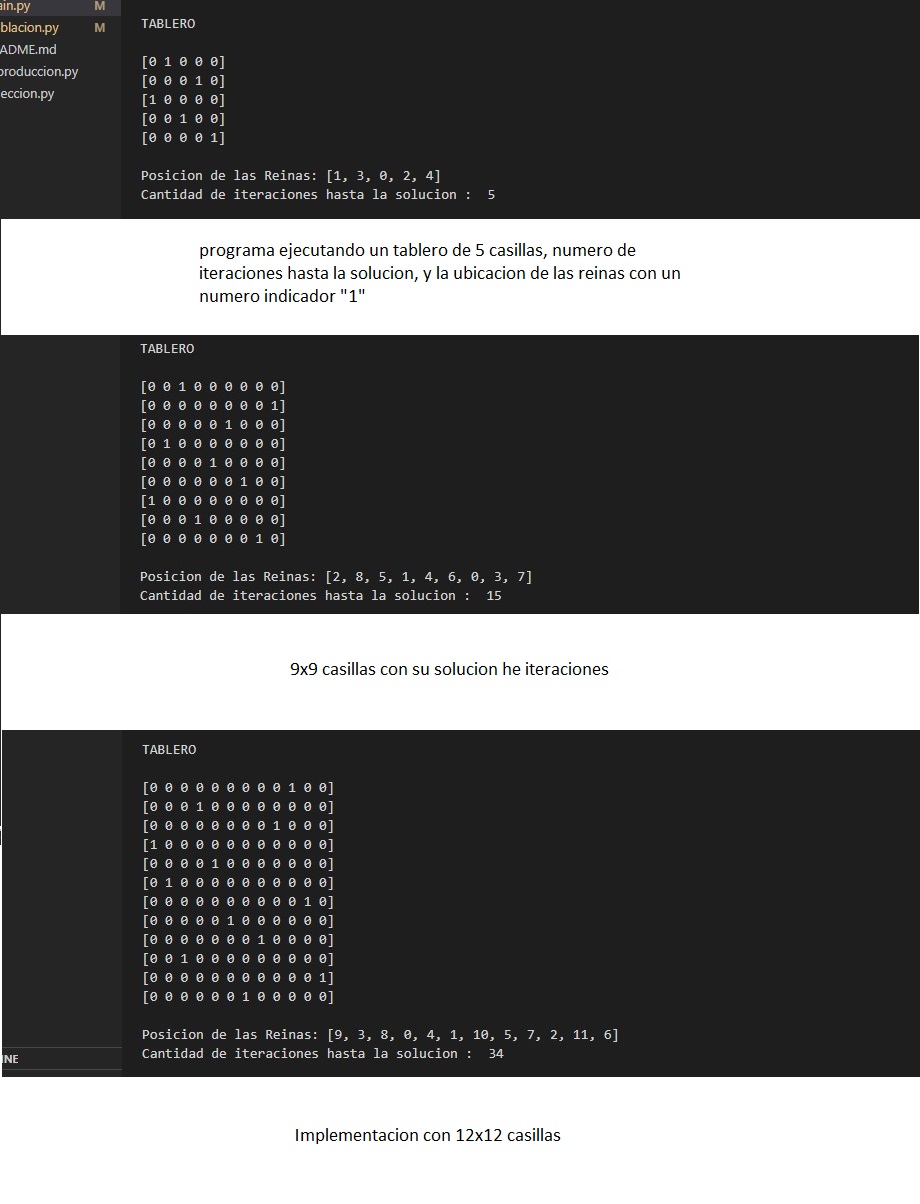 ain.py M
blacion.py M
ADME.md
produccion.py
eccion.py
TABLERO
[0 1 0 0 0]
[0 0 0 1 0]
[1 0 0 0 0]
[0 0 1 0 0]
[0 0 0 0 1]
Posicion de las Reinas: [1, 3, 0, 2, 4]
Cantidad de iteraciones hasta la solucion : 5
programa ejecutando un tablero de 5 casillas, numero de
iteraciones hasta la solucion, y la ubicacion de las reinas con un
numero indicador "1"
TABLERO
[0 0 1 0 0 0 0 0 0]
[0 0 0 0 0 0 0 0 1]
[0 0 0 0 0 1 0 0 0]
[0 1 0 0 0 0 0 0 0]
[0 0 0 0 1 0 0 0 0]
[0 0 0 0 0 0 1 0 0]
[1 0 0 0 0 0 0 0 0]
[0 0 0 1 0 0 0 0 0]
[0 0 0 0 0 0 0 1 0]
Posicion de las Reinas: [2, 8, 5, 1, 4, 6, 0, 3, 7]
Cantidad de iteraciones hasta la solucion : 15
9x9 casillas con su solucion he iteraciones
TABLERO
[0 0 0 0 0 0 0 0 0 1 0 0]
[0 0 0 1 0 0 0 0 0 0 0 0]
[0 0 0 0 0 0 0 0 1 0 0 0]
[1 0 0 0 0 0 0 0 0 0 0 0]
[0 0 0 0 1 0 0 0 0 0 0 0]
[0 1 0 0 0 0 0 0 0 0 0 0]
[0 0 0 0 0 0 0 0 0 0 1 0]
[0 0 0 0 0 1 0 0 0 0 0 0]
[0 0 0 0 0 0 0 1 0 0 0 0]
[0 0 1 0 0 0 0 0 0 0 0 0]
[0 0 0 0 0 0 0 0 0 0 0 1]
[0 0 0 0 0 0 1 0 0 0 0 0]
Posicion de las Reinas: [9, 3, 8, 0, 4, 1, 10, 5, 7, 2, 11, 6]
Cantidad de iteraciones hasta la solucion : 34
INE
Implementacion con 12x12 casillas